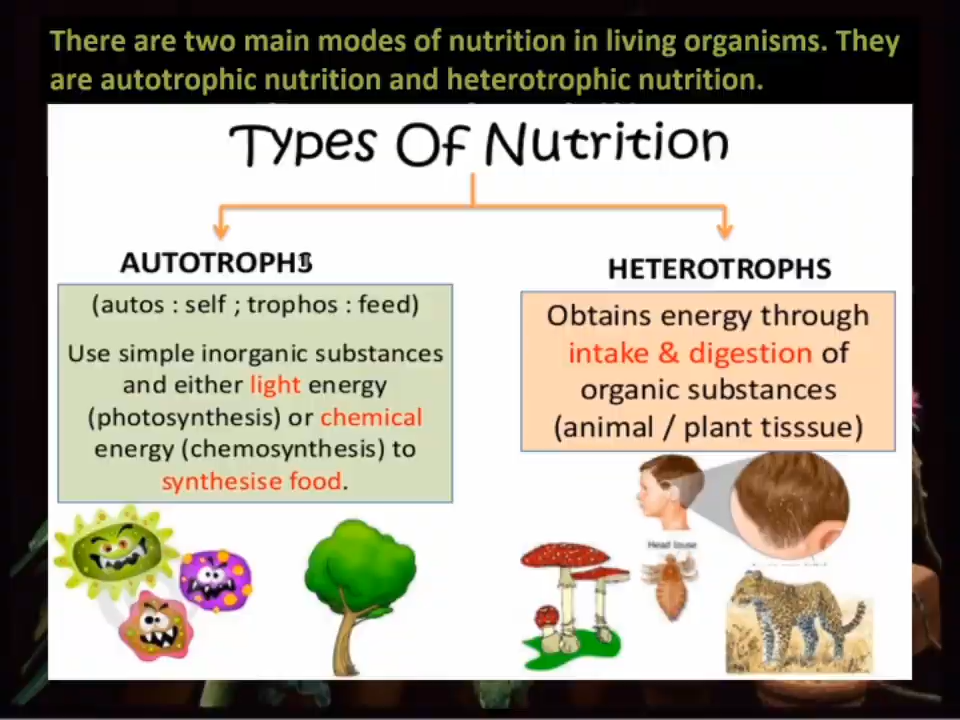 There are two main modes of nutrition in living organisms. They
are autotrophic nutrition and heterotrophic nutrition.
Types Of Nutrition
AUTOTROPHS
(autos : self ; trophos : feed)
Use simple inorganic substances
and either light energy
(photosynthesis) or chemical
energy (chemosynthesis) to
synthesise food.
HETEROTROPHS
Obtains energy through
intake & digestion of
organic substances
(animal / plant tisssue)
Head louse